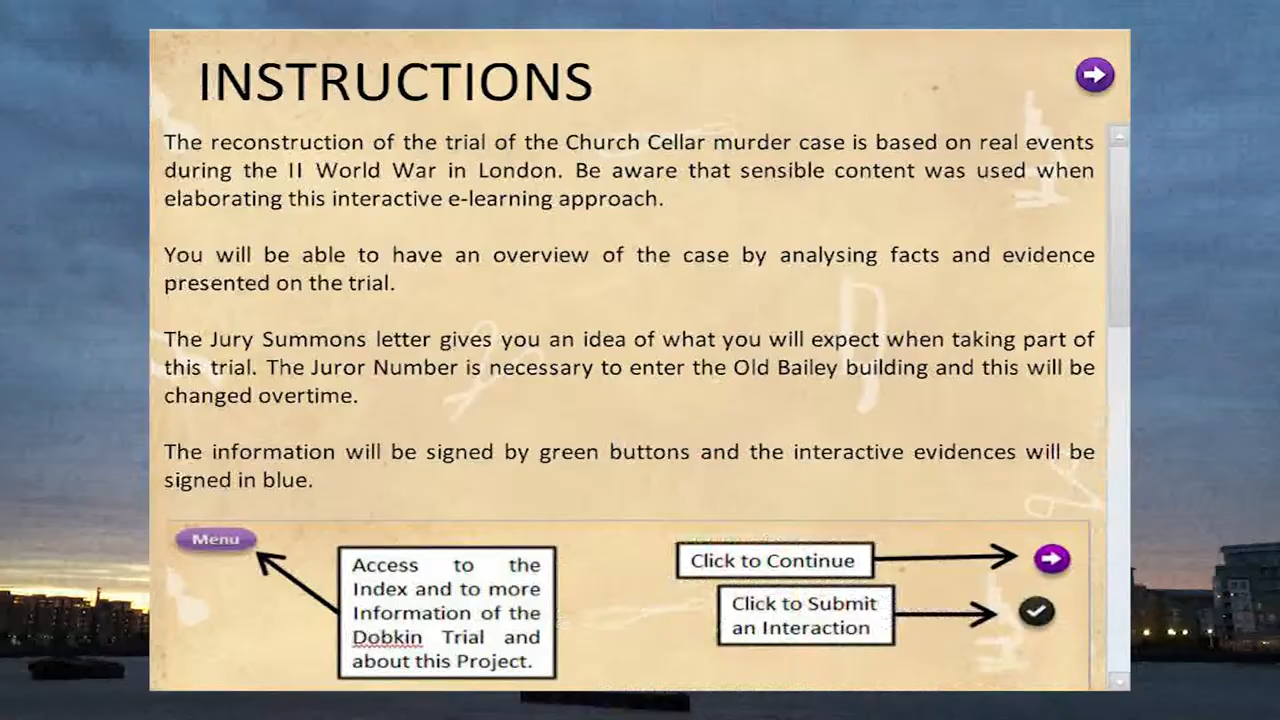 INSTRUCTIONS
The reconstruction of the trial of the Church Cellar murder case is based on real events
during the II World War in London. Be aware that sensible content was used when
elaborating this interactive e-learning approach.
You will be able to have an overview of the case by analysing facts and evidence
presented on the trial.
The Jury Summons letter gives you an idea of what you will expect when taking part of
this trial. The Juror Number is necessary to enter the Old Bailey building and this will be
changed overtime.
The information will be signed by green buttons and the interactive evidences will be
signed in blue.
Menu
Access to the
Index and to more
Information of the
Dobkin Trial and
about this Project.
Click to Continue
Click to Submit
an Interaction